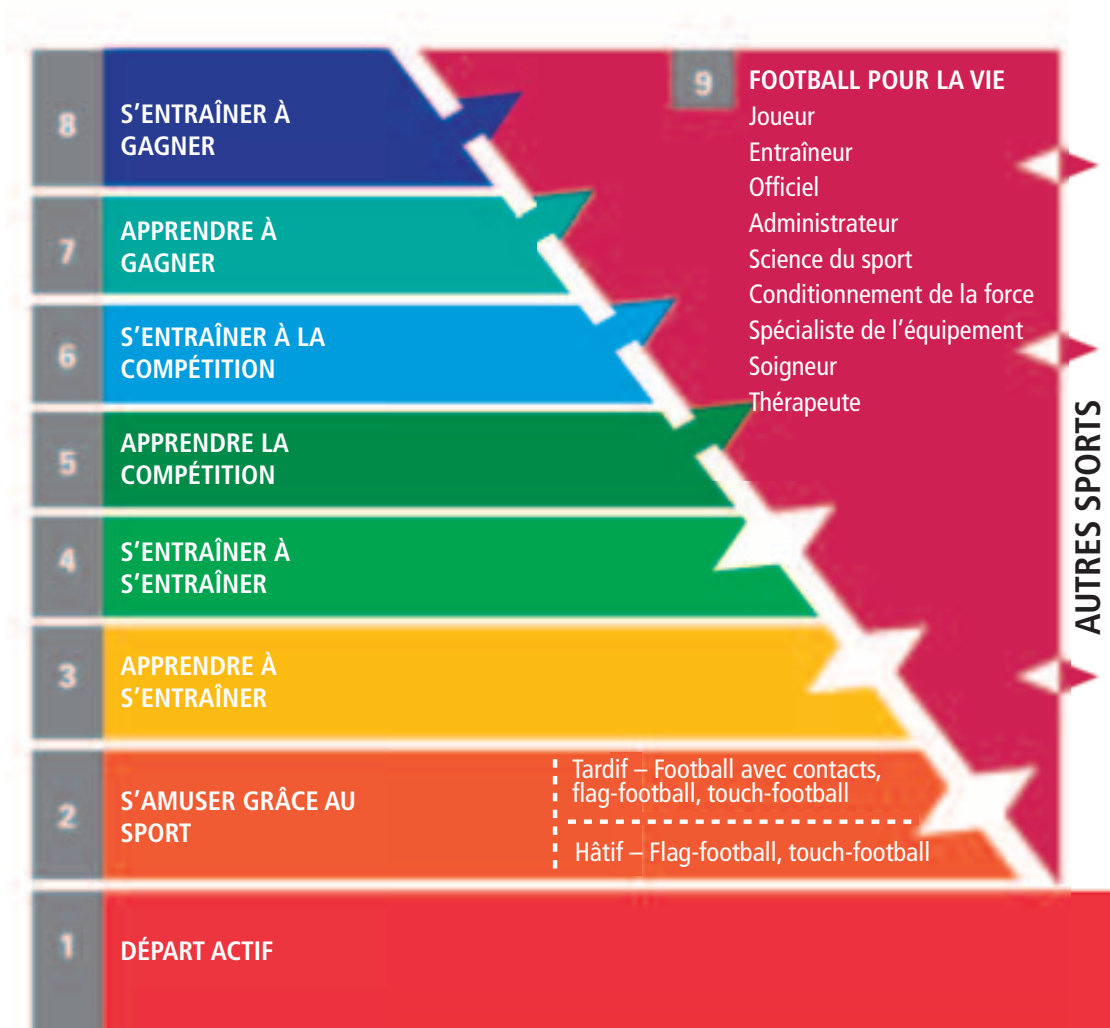 8
S'ENTRAÎNER À
GAGNER
7
APPRENDRE À
GAGNER
6
S'ENTRAÎNER À LA
COMPÉTITION
5
APPRENDRE LA
COMPÉTITION
4
S'ENTRAÎNER À
S'ENTRAÎNER
3
APPRENDRE À
S'ENTRAÎNER
2
S'AMUSER GRÂCE AU
SPORT
Tardif – Football avec contacts,
flag-football, touch-football
Hâtif – Flag-football, touch-football
1
DÉPART ACTIF
9
FOOTBALL POUR LA VIE
Joueur
Entraîneur
Officiel
Administrateur
Science du sport
Conditionnement de la force
Spécialiste de l'équipement
Soigneur
Thérapeute
AUTRES SPORTS